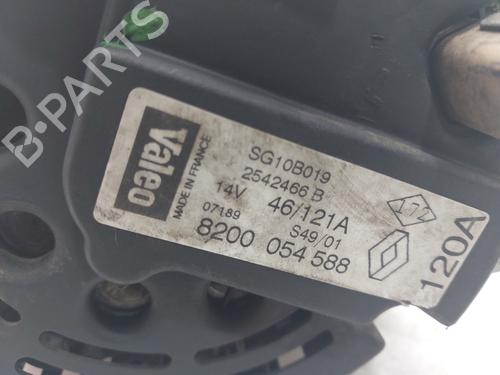 B-PARTS
Valeo
MADE IN FRANCE
SG10B019
2542466 B
14V 46/121A
07189 S49/01
8200 054 588
120A